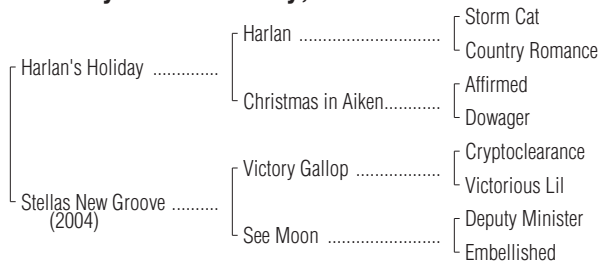 Storm Cat
Harlan ..............................
Country Romance
Harlan's Holiday ..............
Affirmed
Christmas in Aiken............
Dowager
Cryptoclearance
Victory Gallop ..................
Victorious Lil
Stellas New Groove ..........
(2004)
Deputy Minister
See Moon ........................
Embellished